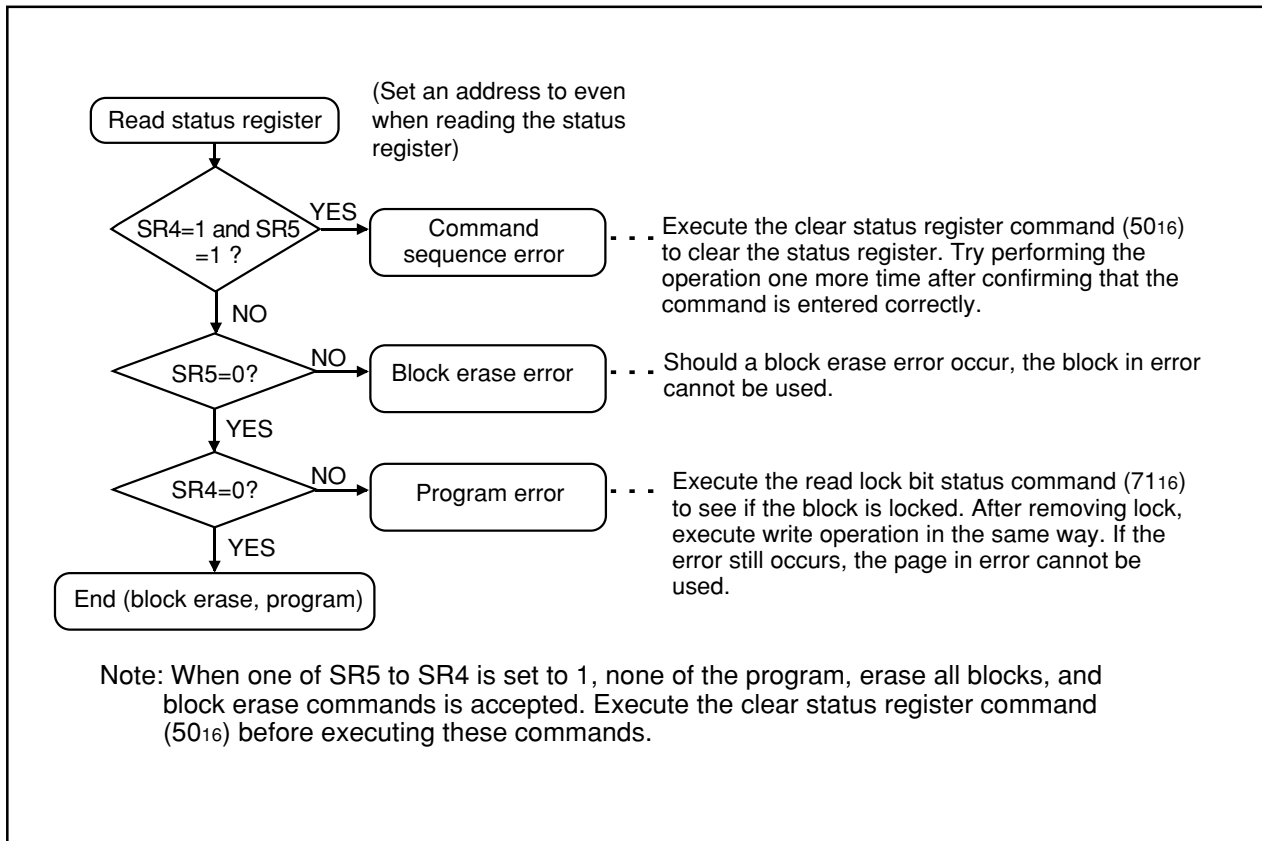 Read status register
(Set an address to even
when reading the status
register)
SR4=1 and SR5
=1 ?
YES
Command
sequence error
Execute the clear status register command (5016)
to clear the status register. Try performing the
operation one more time after confirming that the
command is entered correctly.
NO
SR5=0?
NO
Block erase error
Should a block erase error occur, the block in error
cannot be used.
YES
SR4=0?
NO
Program error
Execute the read lock bit status command (7116)
to see if the block is locked. After removing lock,
execute write operation in the same way. If the
error still occurs, the page in error cannot be
used.
YES
End (block erase, program)
Note: When one of SR5 to SR4 is set to 1, none of the program, erase all blocks, and
block erase commands is accepted. Execute the clear status register command
(5016) before executing these commands.